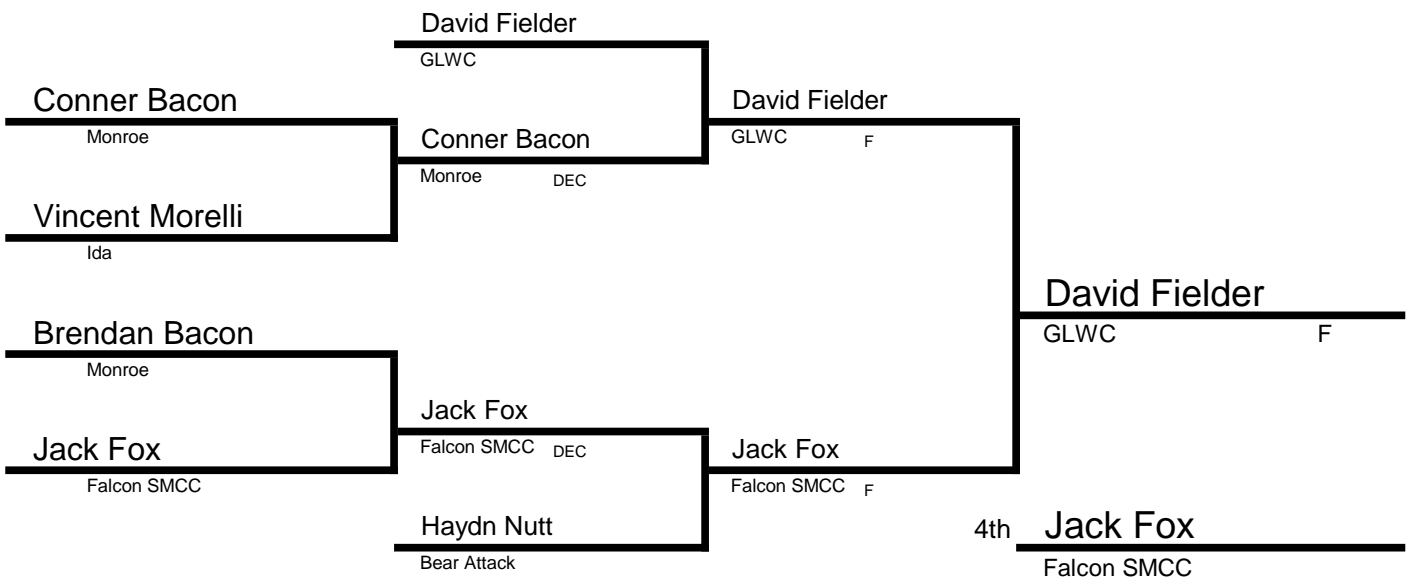 David Fielder
GLWC
Conner Bacon
Monroe
David Fielder
GLWC F
Conner Bacon
Monroe DEC
Vincent Morelli
Ida
David Fielder
GLWC F
Brendan Bacon
Monroe
Jack Fox
Falcon SMCC DEC
Jack Fox
Falcon SMCC
Jack Fox
Falcon SMCC F
Haydn Nutt
Bear Attack
4th Jack Fox
Falcon SMCC